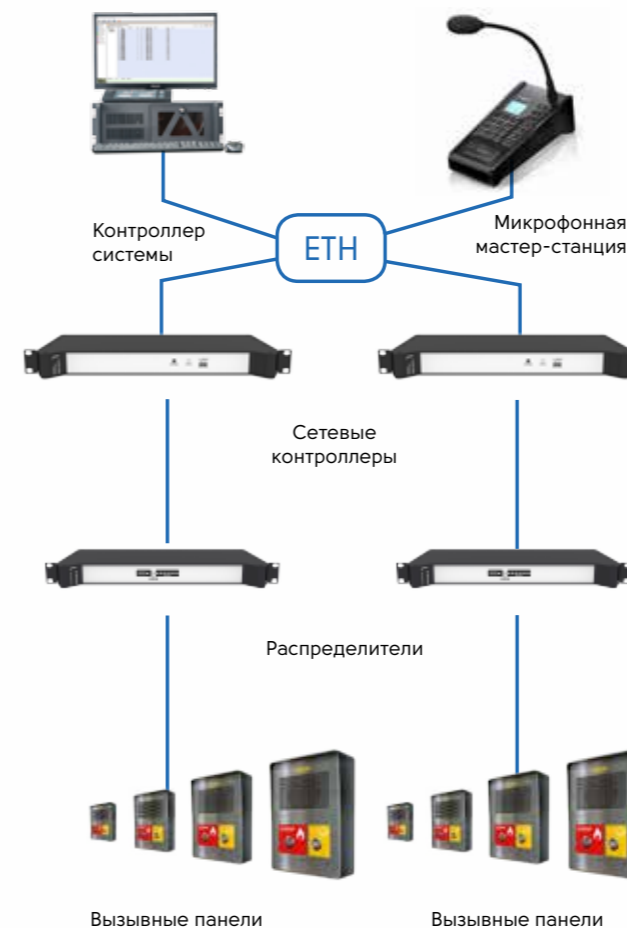 Контроллер
системы
ETH
Микрофонная
мастер-станция
Сетевые
контроллеры
Распределители
Вызывные панели
Вызывные панели